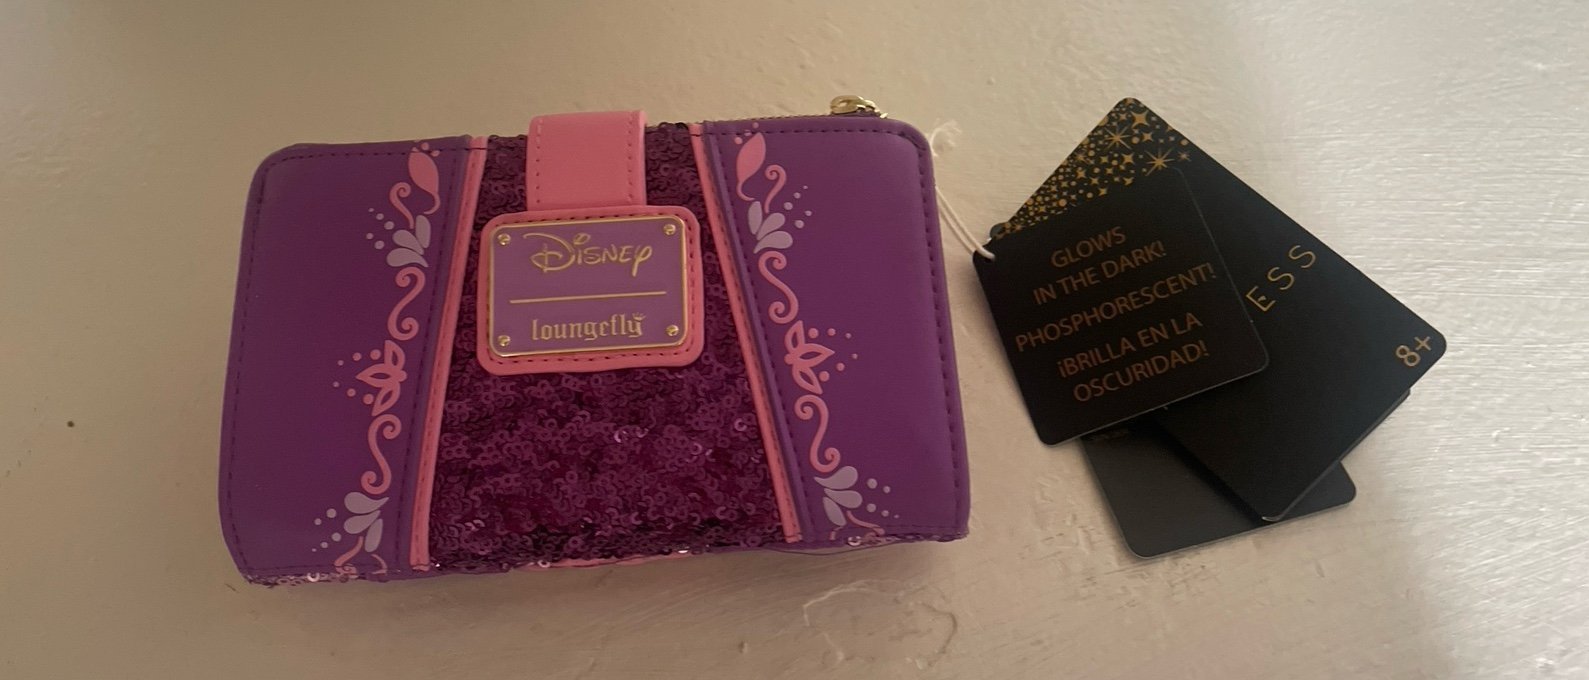 Disney
loungefly
GLOWS
IN THE DARK!
PHOSPHORESCENT!
¡BRILLA EN LA
OSCURIDAD!
ESS
8+